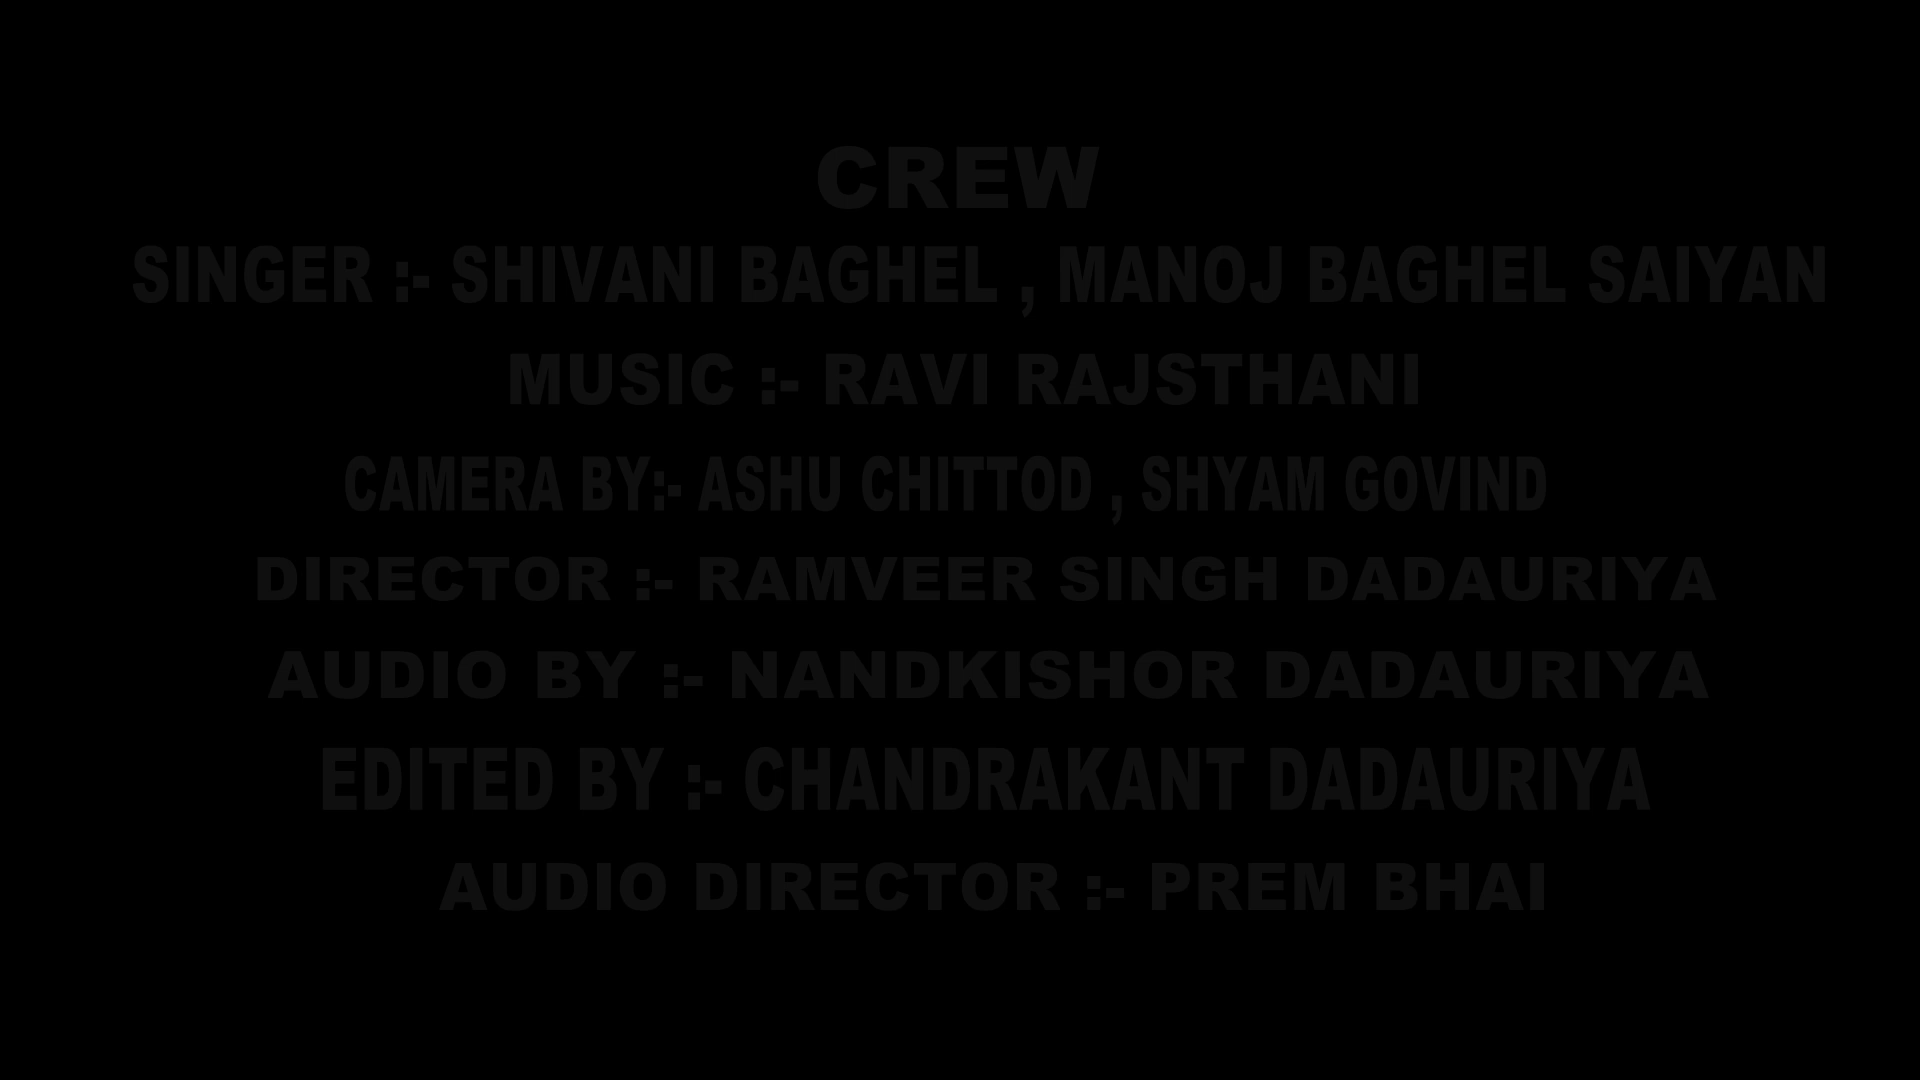 CREW
SINGER :- SHIVANI BAGHEL , MANOJ BAGHEL SAIYAN
MUSIC :- RAVI RAJSTHANI
CAMERA BY:- ASHU CHITTOD , SHYAM GOVIND
DIRECTOR :- RAMVEER SINGH DADAURIYA
AUDIO BY :- NANDKISHOR DADAURIYA
EDITED BY :- CHANDRAKANT DADAURIYA
AUDIO DIRECTOR :- PREM BHAI